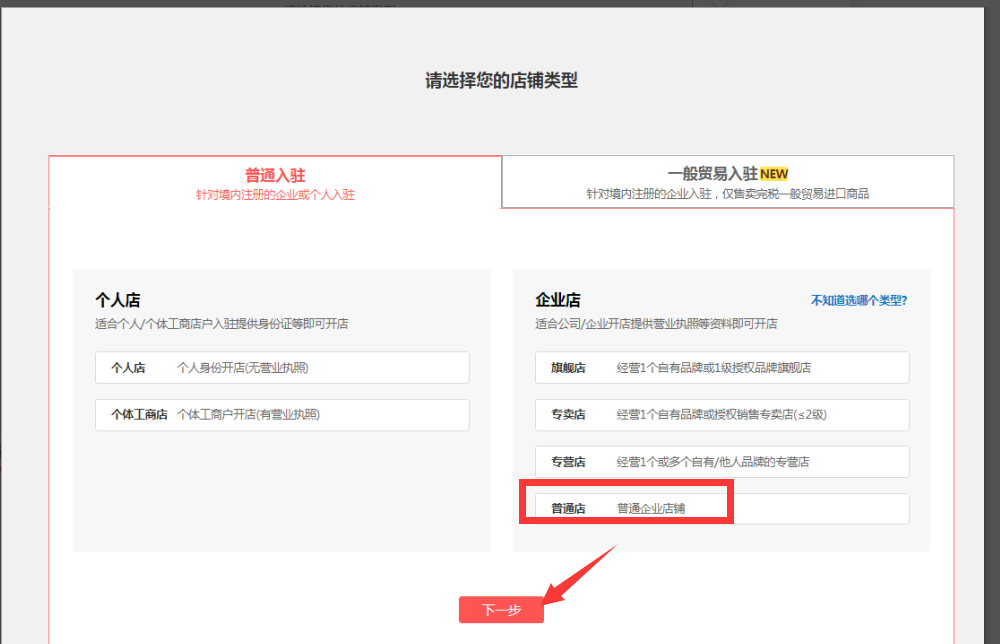 请选择您的店铺类型
普通入驻
针对境内注册的企业或个人入驻
一般贸易入驻NEW
针对境内注册的企业入驻，仅售卖完税一般贸易进口商品
个人店
适合个人/个体工商店户入驻提供身份证等即可开店
个人店 个人身份开店(无营业执照)
个体工商店 个体工商户开店(有营业执照)
企业店 不知道选哪个类型?
适合公司/企业开店提供营业执照等资料即可开店
旗舰店 经营1个自有品牌或1级授权品牌旗舰店
专卖店 经营1个自有品牌或授权销售专卖店(≤2级)
专营店 经营1个或多个自有/他人品牌的专营店
普通店 普通企业店铺
下一步